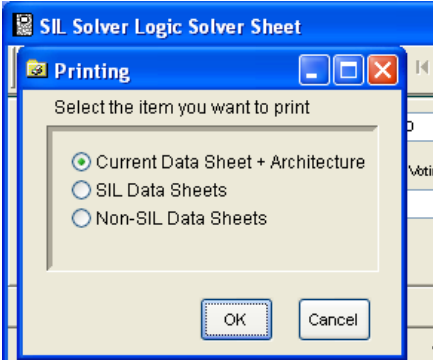 SIL Solver Logic Solver Sheet
Printing
Select the item you want to print
Current Data Sheet + Architecture
SIL Data Sheets
Non-SIL Data Sheets
OK
Cancel